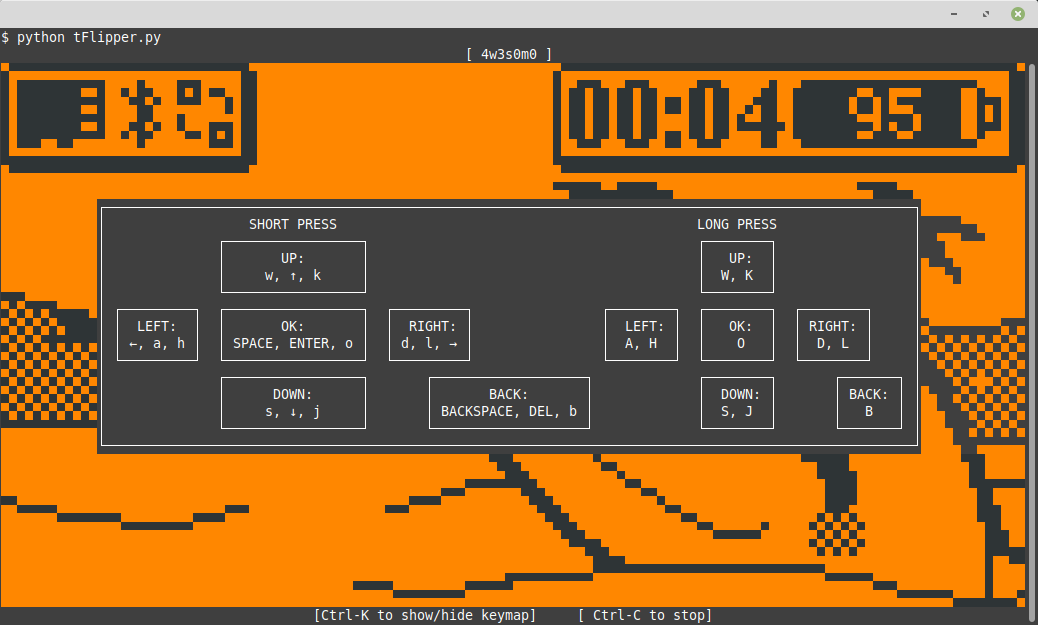 $ python tFlipper.py
[ 4w3s0m0 ]
00:04
95
SHORT PRESS
LONG PRESS
UP:
w, ↑, k
UP:
W, K
LEFT:
←, a, h
OK:
SPACE, ENTER, o
RIGHT:
d, l, →
LEFT:
A, H
OK:
O
RIGHT:
D, L
DOWN:
s, ↓, j
BACK:
BACKSPACE, DEL, b
DOWN:
S, J
BACK:
B
[Ctrl-K to show/hide keymap]
[ Ctrl-C to stop]